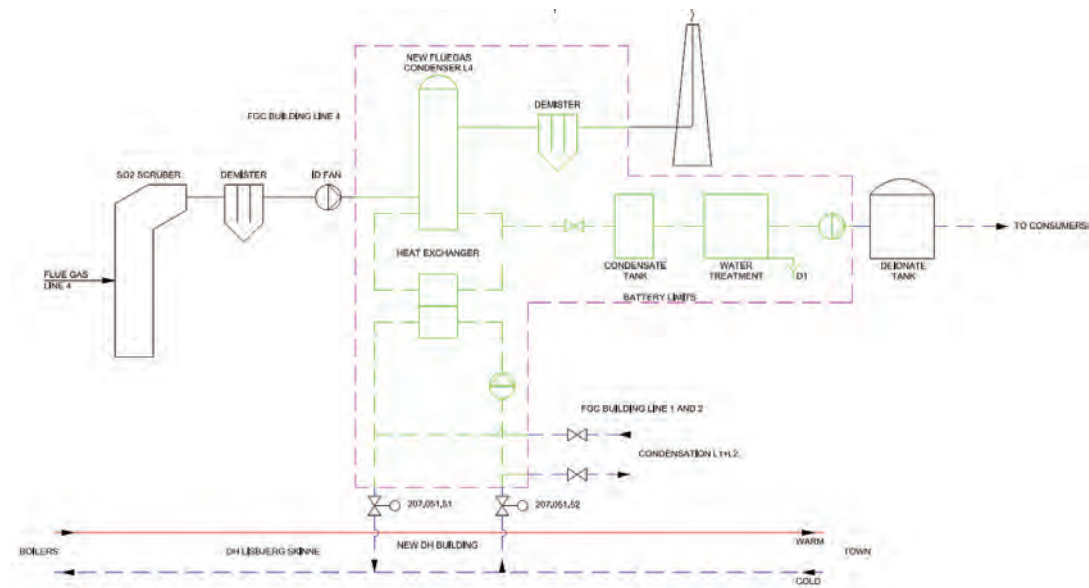 NEW FLUEGAS
CONDENSER L4
DEMISTER
FGC BUILDING LINE 4
SO2 SCRUBER
DEMISTER
ID FAN
TO CONSUMERS:
HEAT EXCHANGER
FLUE GAS
LINE 4
CONDENSATE
TANK
WATER
TREATMENT
D1
DEIONATE
TANK
BATTERY LIMITS
FGC BUILDING LINE 1 AND 2
CONDENSATION L1+L2.
207,051,51
207,051,52
BOILERS
DH LISBJERG SKINNE
NEW DH BUILDING
WARM
TOWN
COLD